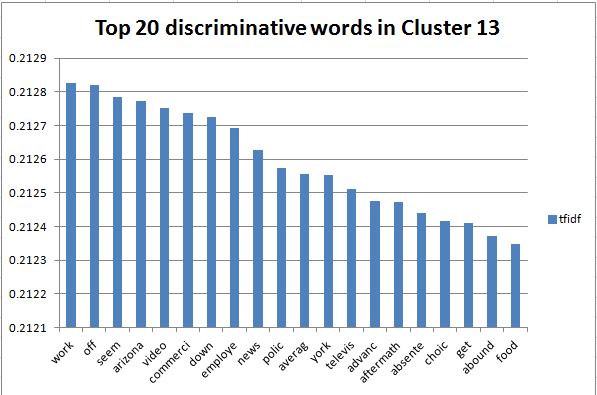 Top 20 discriminative words in Cluster 13
0.2129
0.2128
0.2127
0.2126
0.2125
0.2124
0.2123
0.2122
0.2121
work
off
seem
arizona
video
commerci
down
employe
news
polic
averag
york
televis
advanc
aftermath
absente
choic
get
abound
food
tfidf